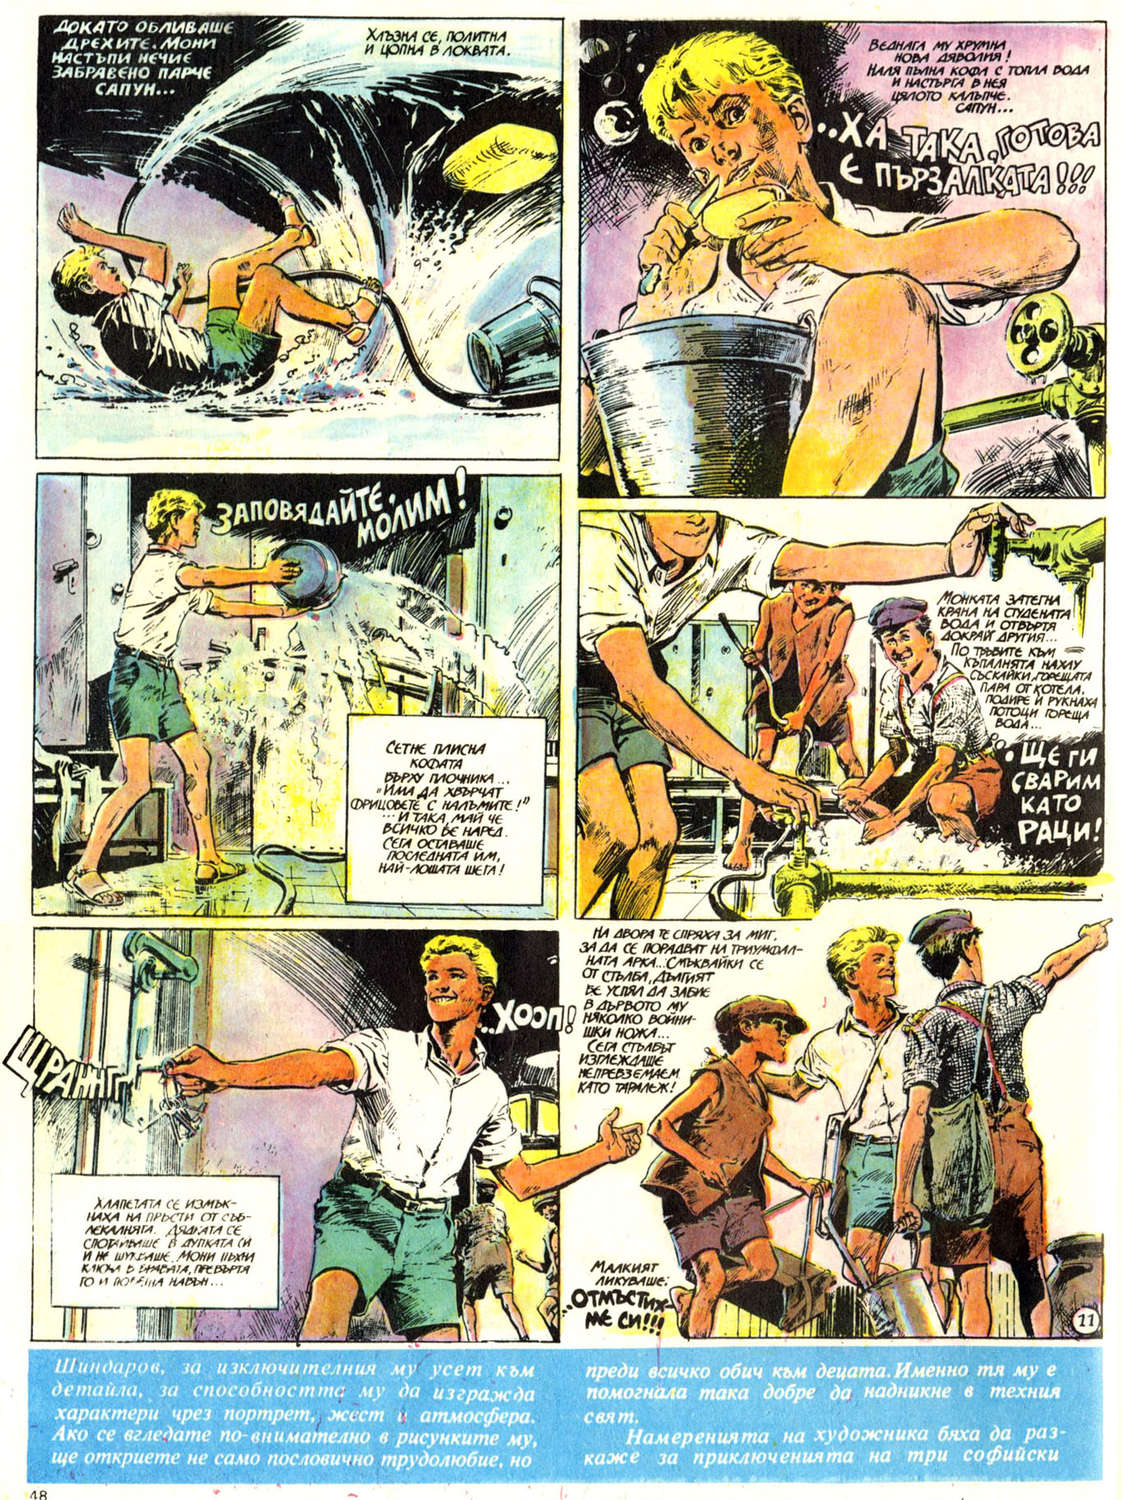 ДОКАТО ОБЛИВАШЕ
ДРЕХИТЕ, МОНИ
НАСТЪПИ НЕЧИЕ
ЗАБРАВЕНО ПАРЧЕ
САПУН...
ХЛЪЗНА СЕ, ПОЛИТНА
И ЦОПНА В ЛОКВАТА.
ВЕДНАГА МУ ХРУМНА
НОВА ДЯВОЛИЯ!
НАЛЯ ПЪЛНА КОФА С ТОПЛА ВОДА
И НАСТЪРГА В НЕЯ
ЦЯЛОТО КАЛЪПЧЕ
САПУН...
...ХА ТАКА, ГОТОВА
Е ПЪРЗАЛКАТА!!!
ЗАПОВЯДАЙТЕ,
МОЛИМ!
СЕТНЕ ПЛИСНА
КОФАТА
ВЪРХУ ПЛОЧНИКА...
„ИМА ДА ХВЪРЧАТ
ФРИЦОВЕТЕ С НАЛЪМИТЕ!“
...И ТАКА, МАЙ ЧЕ
ВСИЧКО БЕ НАРЕД.
СЕГА ОСТАВАШЕ
ПОСЛЕДНАТА ИМ,
НАЙ-ЛОШАТА ШЕГА!
МОНКАТА ЗАТЕГНА
КРАНА НА СТУДЕНАТА
ВОДА И ОТВЪРТЯ
ДОКРАЙ ДРУГИЯ...
ПО ТРЪБИТЕ КЪМ
КЪПАЛНЯТА НАХЛУ
СЪСКАЙКИ, ГОРЕЩАТА
ПАРА ОТ КОТЕЛА.
ПОДИРЕ Й РУКНАХА
ПОТОЦИ ГОРЕЩА
ВОДА...
ЩЕ ГИ
СВАРИМ
КАТО
РАЦИ!
ЩРАНКГ
...ХООП!
ХЛАПЕТАТА СЕ ИЗМЪК-
НАХА НА ПРЪСТИ ОТ СЪБ-
ЛЕКАЛНЯТА. ДЯДКАТА СЕ
СПОТАЙВАШЕ В ДУПКАТА СИ
И НЕ ШУКВАШЕ. МОНИ ПЪХНИ
КЛЮЧА В БРАВАТА, ПРЕВЪРТЯ
ГО И ПОБЕГНА НАВЪН...
НА ДВОРА ТЕ СПРЯХА ЗА МИГ,
ЗА ДА СЕ ПОРАДВАТ НА ТРИУМФАЛ-
НАТА АРКА... СМЪКВАЙКИ СЕ
ОТ СТЪЛБА, ДЪЛГИЯТ
БЕ УСПЯЛ ДА ЗАБИЕ
В ДЪРВОТО МУ
НЯКОЛКО ВОЙНИ-
ШКИ НОЖА...
СЕГА СТЪЛБЪТ
ИЗГЛЕЖДАШЕ
НЕПРЕВЗЕМАЕМ
КАТО ТАРАЛЕЖ!
МАЛКИЯТ
ЛИКУВАШЕ:
...ОТМЪСТИХ-
МЕ СИ!!!
11
Шиндаров, за изключителния му усет към
детайла, за способността му да изгражда
характери чрез портрет, жест и атмосфера.
Ако се вгледате по-внимателно в рисунките му,
ще откриете не само пословично трудолюбие, но
преди всичко обич към децата. Именно тя му е
помогнала така добре да надникне в техния
свят.
Намеренията на художника бяха да раз-
каже за приключенията на три софийски
48